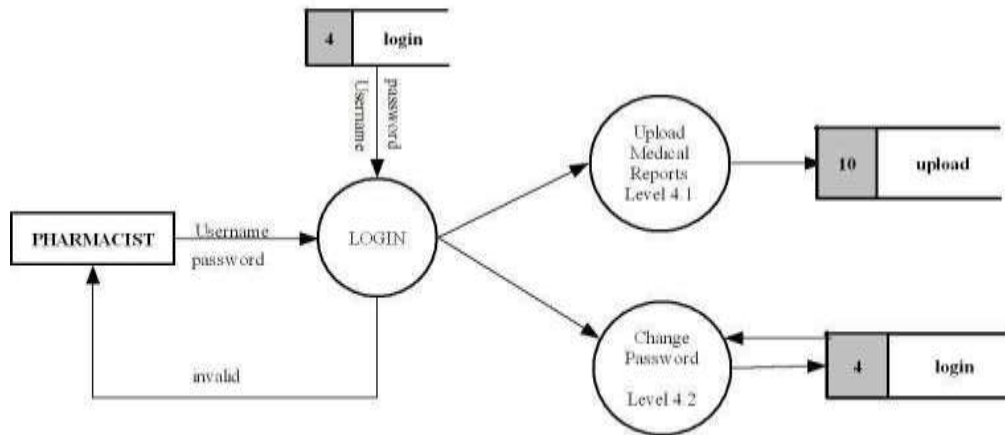 4 login
Username
password
Upload
Medical
Reports
Level 4.1
10 upload
PHARMACIST
Username
password
LOGIN
invalid
Change
Password
Level 4.2
4 login